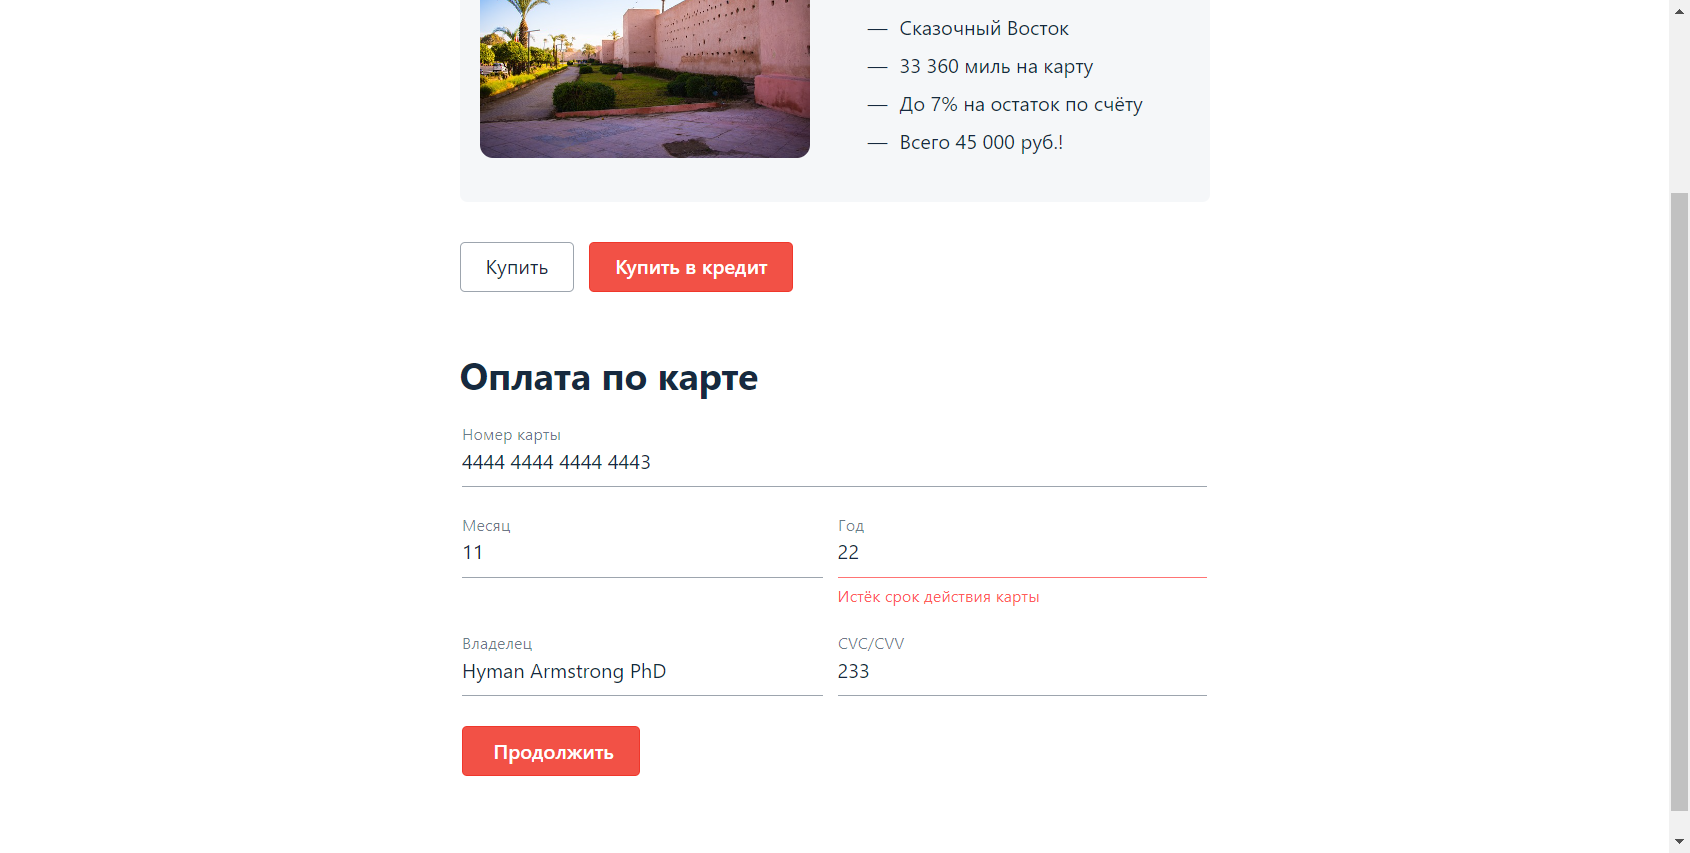 — Сказочный Восток
— 33 360 миль на карту
— До 7% на остаток по счёту
— Всего 45 000 руб.!
Купить
Купить в кредит
Оплата по карте
Номер карты
4444 4444 4444 4443
Месяц
11
Год
22
Истёк срок действия карты
Владелец
Hyman Armstrong PhD
CVC/CVV
233
Продолжить